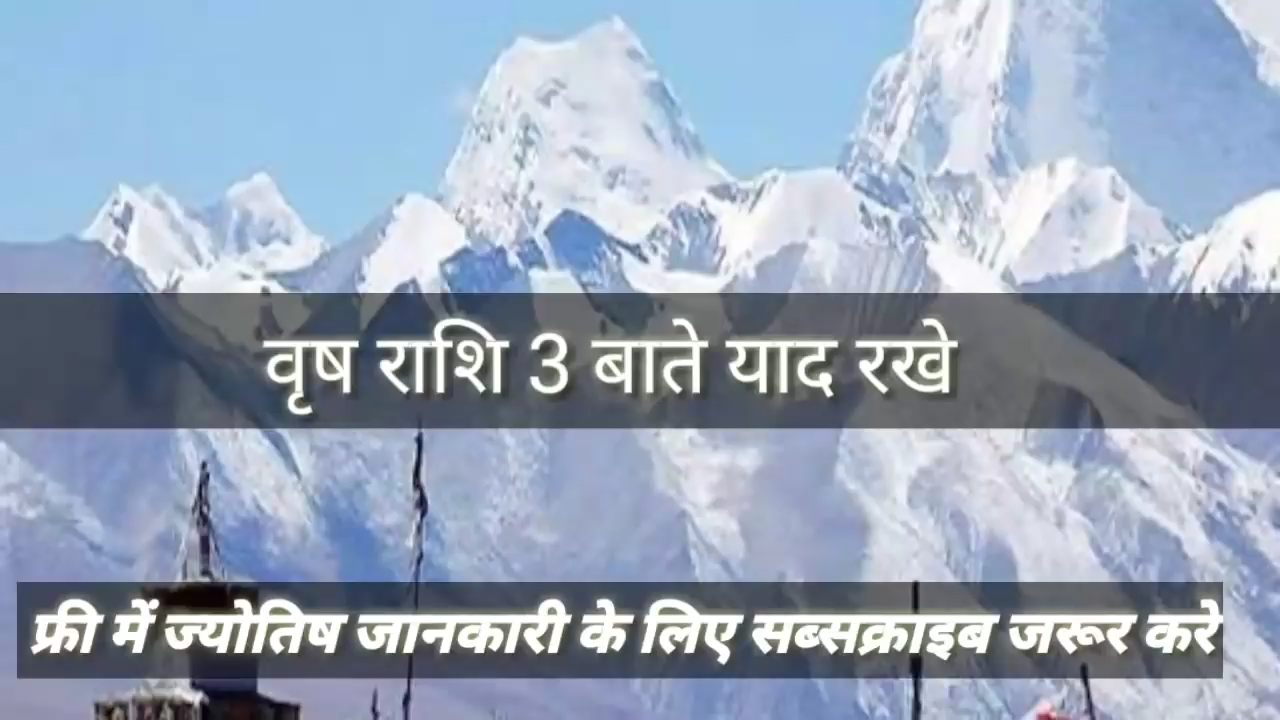 वृष राशि 3 बाते याद रखे
फ्री में ज्योतिष जानकारी के लिए सब्सक्राइब जरूर करे